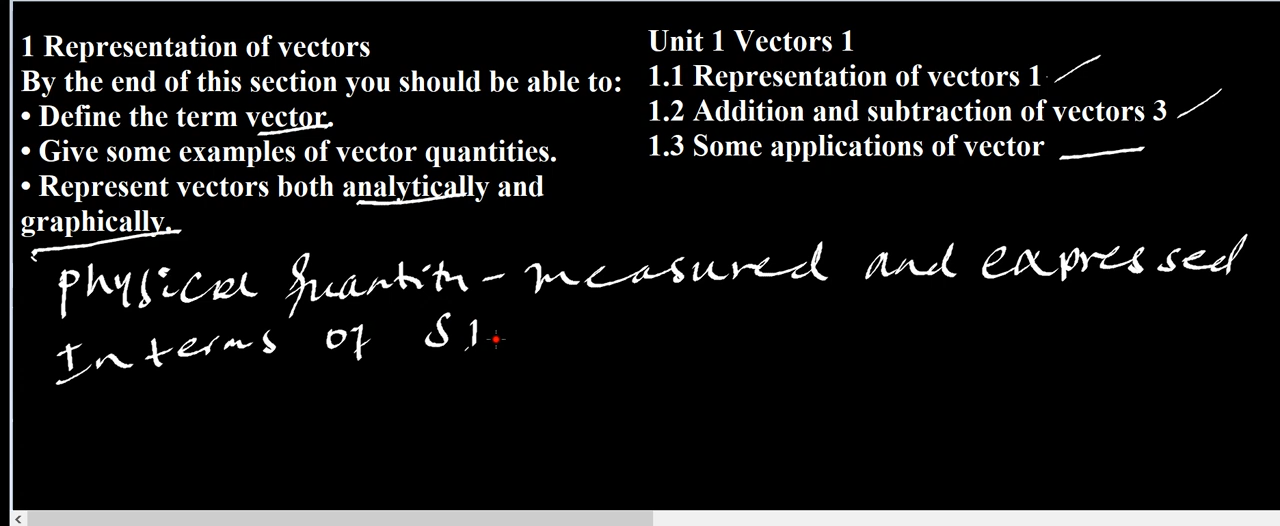 1 Representation of vectors
By the end of this section you should be able to:
• Define the term vector.
• Give some examples of vector quantities.
• Represent vectors both analytically and
graphically.
Unit 1 Vectors 1
1.1 Representation of vectors 1
1.2 Addition and subtraction of vectors 3
1.3 Some applications of vector
physical quantity - measured and expressed
In terms of S.I